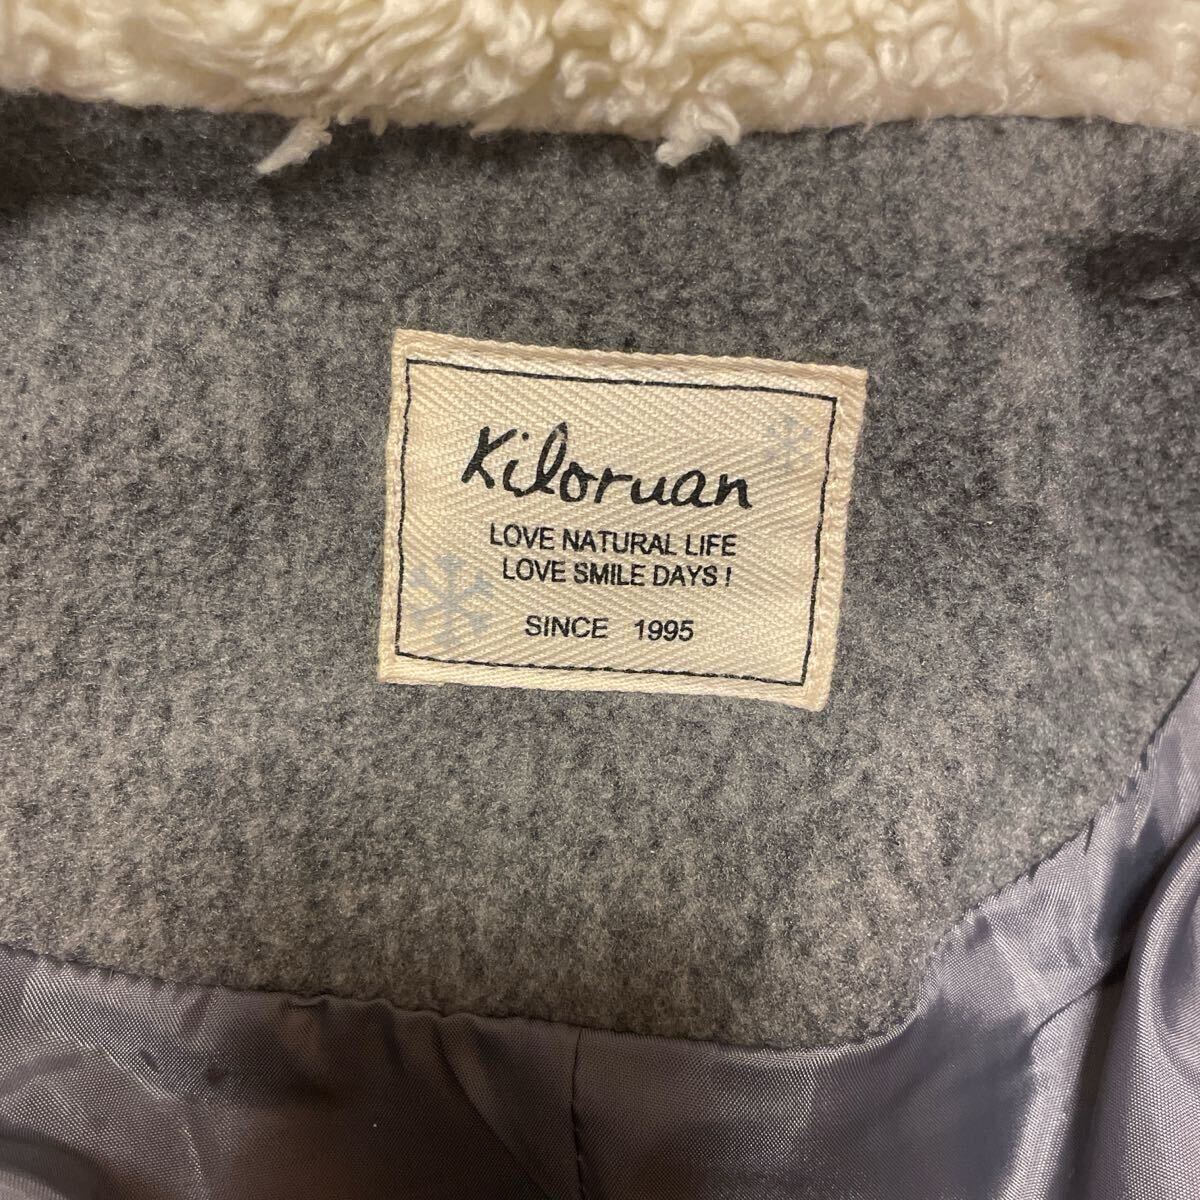 Kiloruan
LOVE NATURAL LIFE
LOVE SMILE DAYS !
SINCE 1995